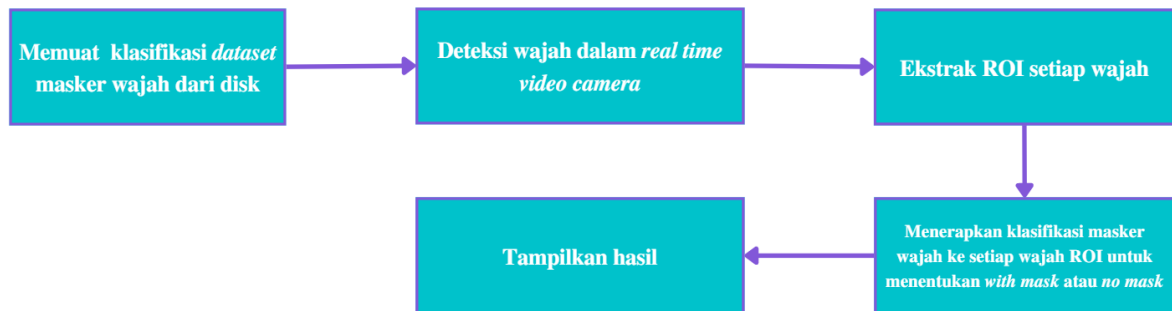 Memuat klasifikasi dataset
masker wajah dari disk
Deteksi wajah dalam real time
video camera
Ekstrak ROI setiap wajah
Menerapkan klasifikasi masker
wajah ke setiap wajah ROI untuk
menentukan with mask atau no mask
Tampilkan hasil